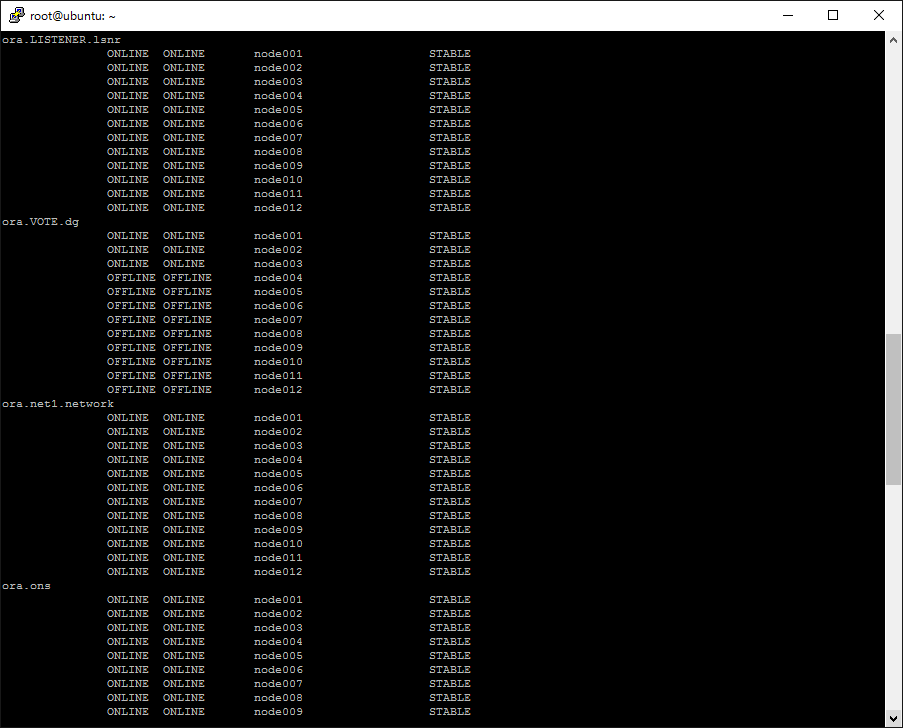 root@ubuntu: ~
ora.LISTENER.lsnr
ONLINE ONLINE node001 STABLE
ONLINE ONLINE node002 STABLE
ONLINE ONLINE node003 STABLE
ONLINE ONLINE node004 STABLE
ONLINE ONLINE node005 STABLE
ONLINE ONLINE node006 STABLE
ONLINE ONLINE node007 STABLE
ONLINE ONLINE node008 STABLE
ONLINE ONLINE node009 STABLE
ONLINE ONLINE node010 STABLE
ONLINE ONLINE node011 STABLE
ONLINE ONLINE node012 STABLE
ora.VOTE.dg
ONLINE ONLINE node001 STABLE
ONLINE ONLINE node002 STABLE
ONLINE ONLINE node003 STABLE
OFFLINE OFFLINE node004 STABLE
OFFLINE OFFLINE node005 STABLE
OFFLINE OFFLINE node006 STABLE
OFFLINE OFFLINE node007 STABLE
OFFLINE OFFLINE node008 STABLE
OFFLINE OFFLINE node009 STABLE
OFFLINE OFFLINE node010 STABLE
OFFLINE OFFLINE node011 STABLE
OFFLINE OFFLINE node012 STABLE
ora.net1.network
ONLINE ONLINE node001 STABLE
ONLINE ONLINE node002 STABLE
ONLINE ONLINE node003 STABLE
ONLINE ONLINE node004 STABLE
ONLINE ONLINE node005 STABLE
ONLINE ONLINE node006 STABLE
ONLINE ONLINE node007 STABLE
ONLINE ONLINE node008 STABLE
ONLINE ONLINE node009 STABLE
ONLINE ONLINE node010 STABLE
ONLINE ONLINE node011 STABLE
ONLINE ONLINE node012 STABLE
ora.ons
ONLINE ONLINE node001 STABLE
ONLINE ONLINE node002 STABLE
ONLINE ONLINE node003 STABLE
ONLINE ONLINE node004 STABLE
ONLINE ONLINE node005 STABLE
ONLINE ONLINE node006 STABLE
ONLINE ONLINE node007 STABLE
ONLINE ONLINE node008 STABLE
ONLINE ONLINE node009 STABLE